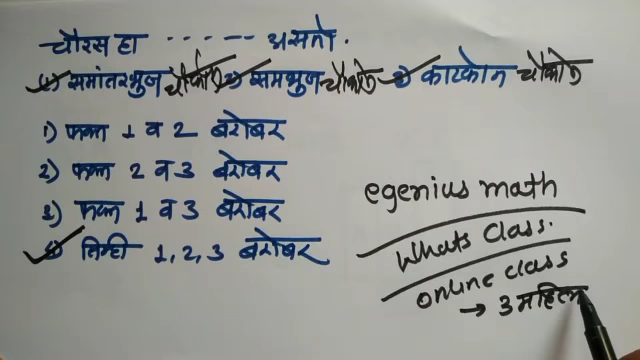 चौरस हा ...... असतो.
1) समांतरभुज चौकोन 2) समभुज चौकोन 3) काटकोन चौकोन
1) फक्त 1 व 2 बरोबर
2) फक्त 2 व 3 बरोबर
3) फक्त 1 व 3 बरोबर
4) तिन्ही 1, 2, 3 बरोबर
egenius math
Whats Class.
Online class
→ 3